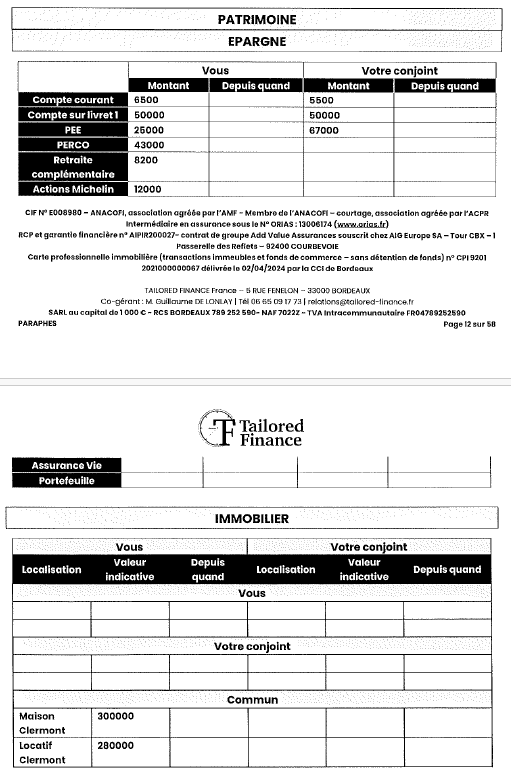 PATRIMOINE
EPARGNE
Vous Votre conjoint
Montant Depuis quand Montant Depuis quand
Compte courant 6500 5500
Compte sur livret 1 50000 50000
PEE 25000 67000
PERCO 43000
Retraite 8200
complémentaire
Actions Michelin 12000
CIF N° E008980 – ANACOFI, association agréée par l'AMF - Membre de l'ANACOFI – courtage, association agréée par l'ACPR
Intermédiaire en assurance sous le N° ORIAS : 13006174 (www.orias.fr)
RCP et garantie financière n° AIPIR200027- contrat de groupe Add Value Assurances souscrit chez AIG Europe SA – Tour CBX – 1
Passerelle des Reflets – 92400 COURBEVOIE
Carte professionnelle immobilière (transactions immeubles et fonds de commerce – sans détention de fonds) n° CPI 9201
2021000000067 délivrée le 02/04/2024 par la CCI de Bordeaux
TAILORED FINANCE France – 5 RUE FENELON – 33000 BORDEAUX
Co-gérant : M. Guillaume DE LONLAY | Tél 06 65 09 17 73 | relations@tailored-finance.fr
SARL au capital de 1 000 € - RCS BORDEAUX 789 252 590- NAF 7022Z - TVA Intracommunautaire FR04789252590
PARAPHES Page 12 sur 58
TF Tailored
Finance
Assurance Vie
Portefeuille
IMMOBILIER
Vous Votre conjoint
Localisation Valeur indicative Depuis quand Localisation Valeur indicative Depuis quand
Vous
Votre conjoint
Commun
Maison 300000
Clermont
Locatif 280000
Clermont